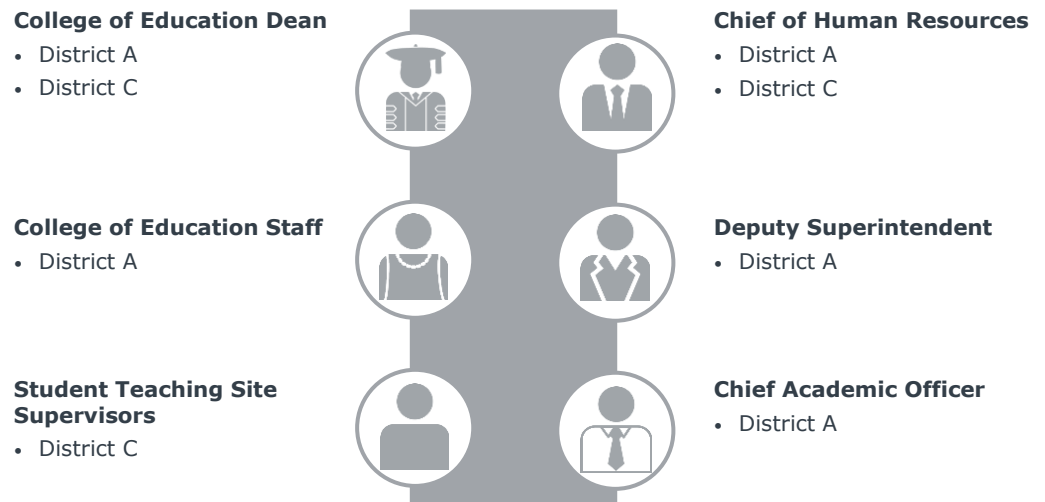 College of Education Dean
• District A
• District C
Chief of Human Resources
• District A
• District C
College of Education Staff
• District A
Deputy Superintendent
• District A
Student Teaching Site
Supervisors
• District C
Chief Academic Officer
• District A